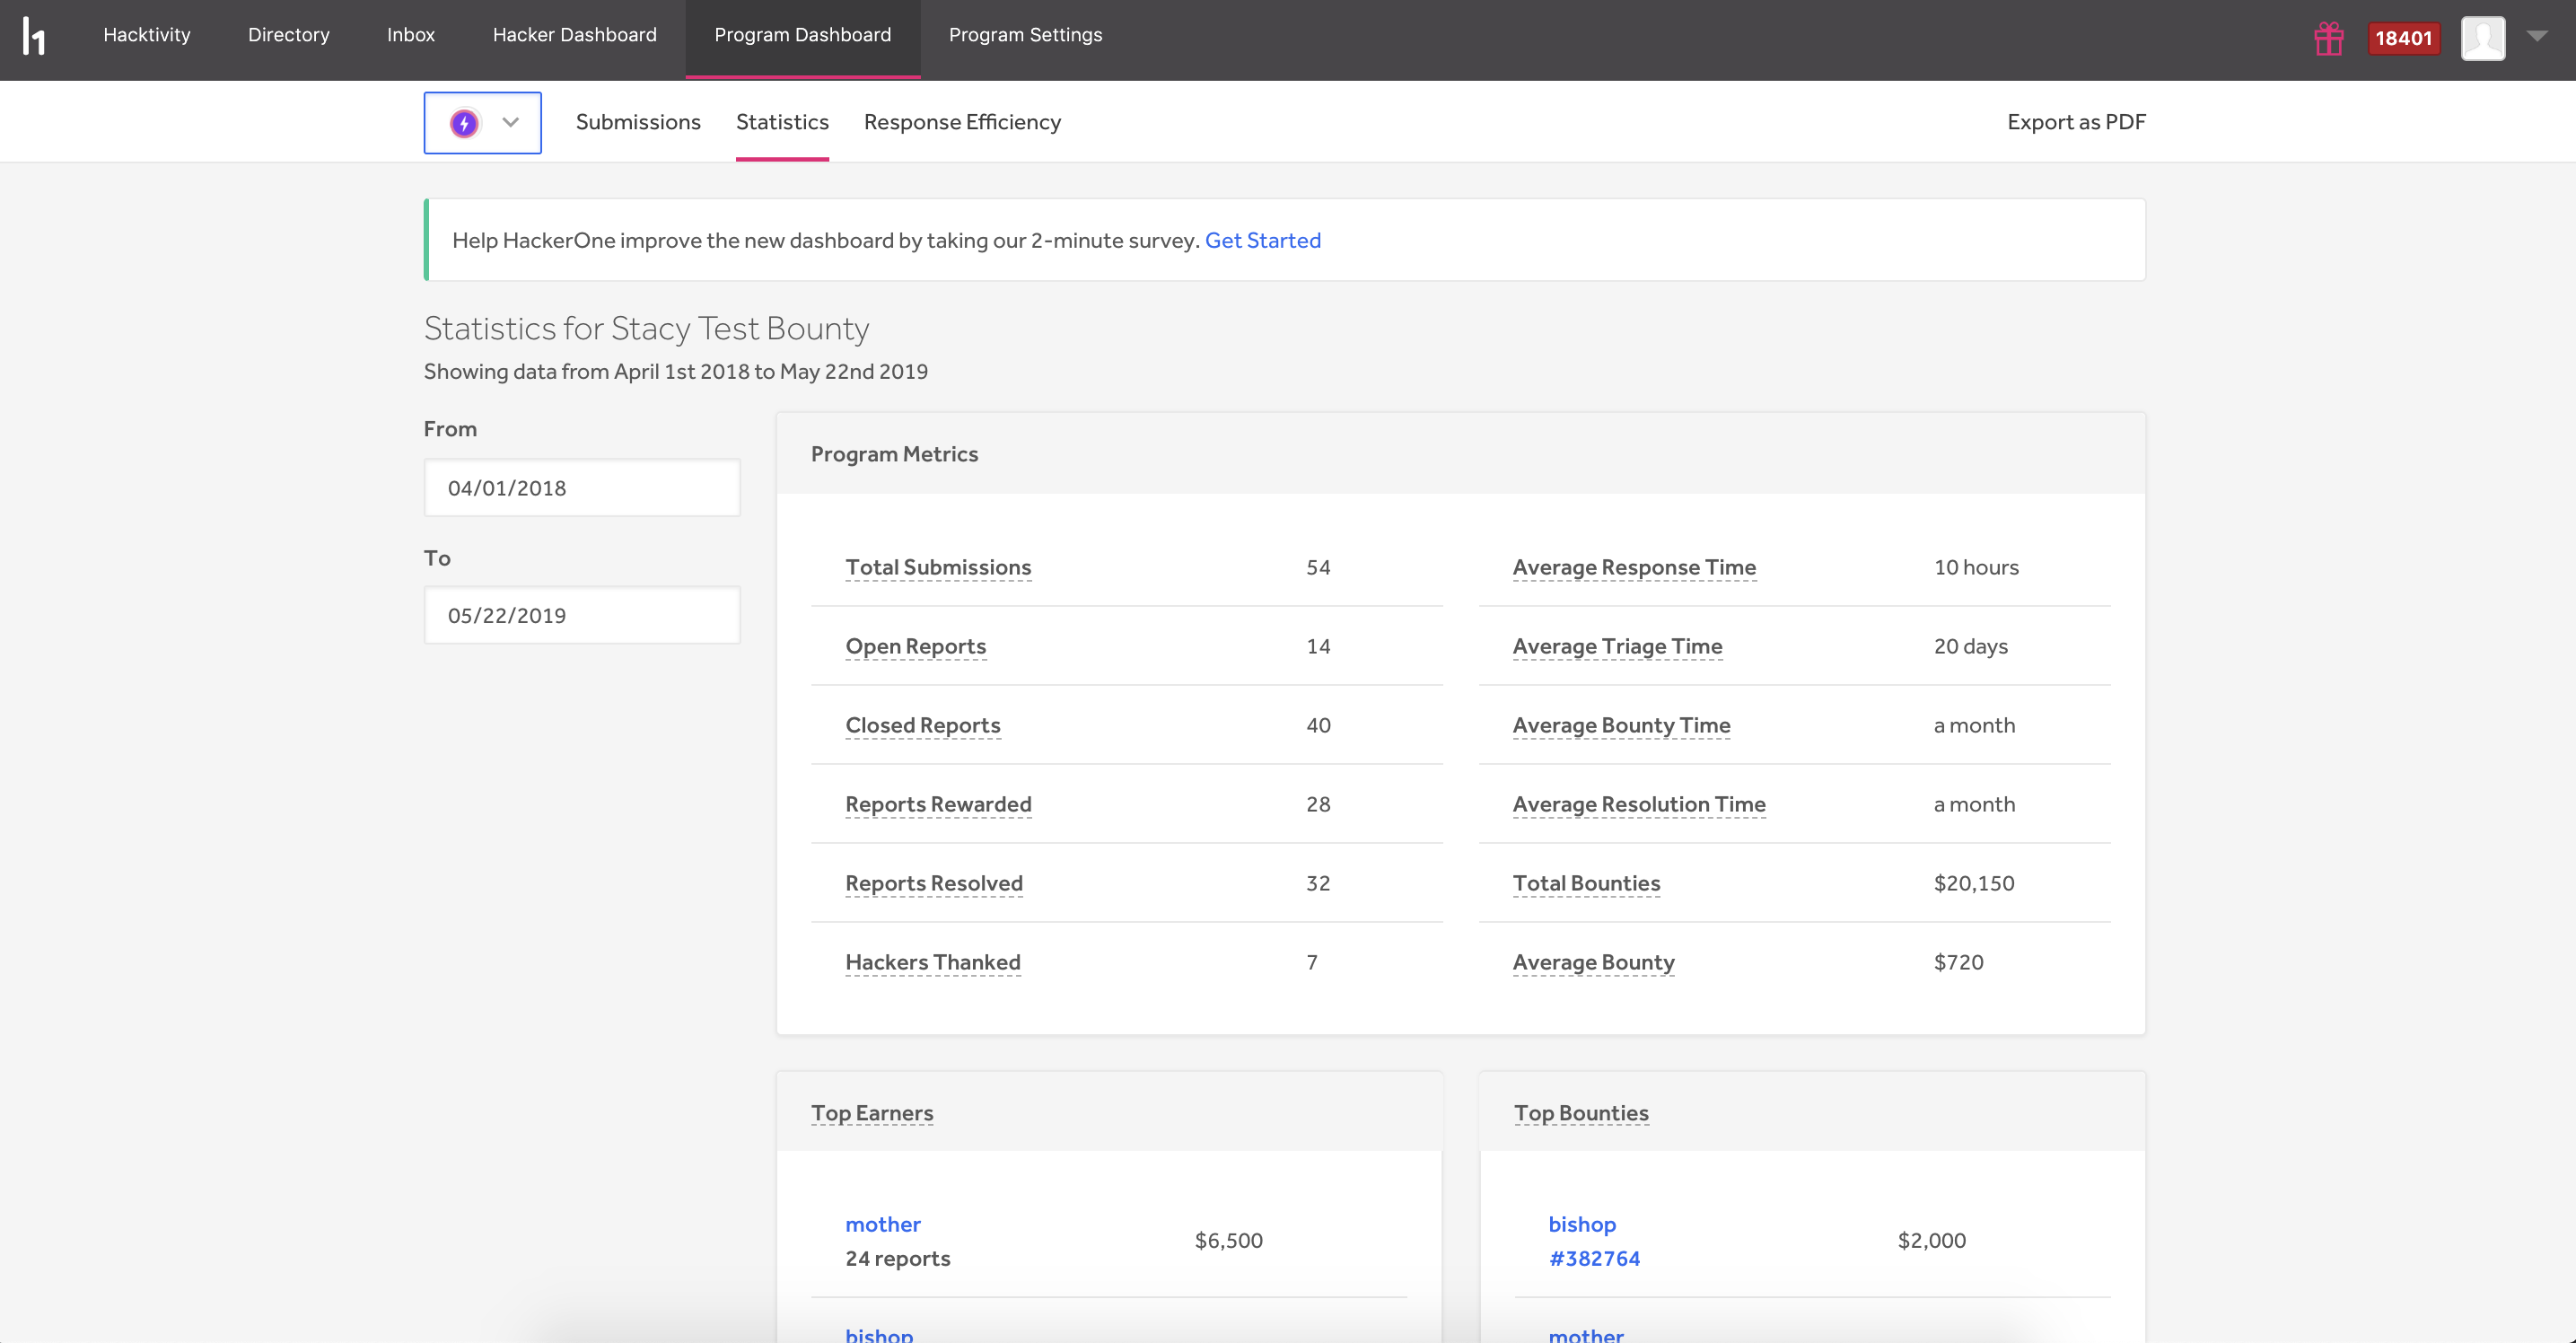 h1 Hacktivity Directory Inbox Hacker Dashboard Program Dashboard Program Settings 18401
Submissions Statistics Response Efficiency Export as PDF
Help HackerOne improve the new dashboard by taking our 2-minute survey. Get Started
Statistics for Stacy Test Bounty
Showing data from April 1st 2018 to May 22nd 2019
From
04/01/2018
To
05/22/2019
Program Metrics
Total Submissions 54
Open Reports 14
Closed Reports 40
Reports Rewarded 28
Reports Resolved 32
Hackers Thanked 7
Average Response Time 10 hours
Average Triage Time 20 days
Average Bounty Time a month
Average Resolution Time a month
Total Bounties $20,150
Average Bounty $720
Top Earners
mother
24 reports
$6,500
bishop
Top Bounties
bishop
#382764
$2,000
mother